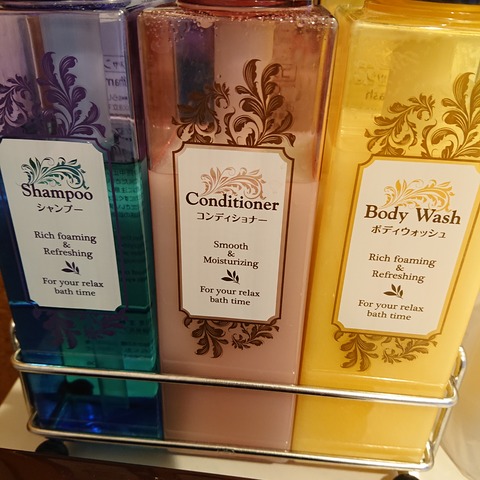 Shampoo
シャンプー
Rich foaming
&
Refreshing
For your relax
bath time
Conditioner
コンディショナー
Smooth
&
Moisturizing
For your relax
bath time
Body Wash
ボディウォッシュ
Rich foaming
&
Refreshing
For your relax
bath time